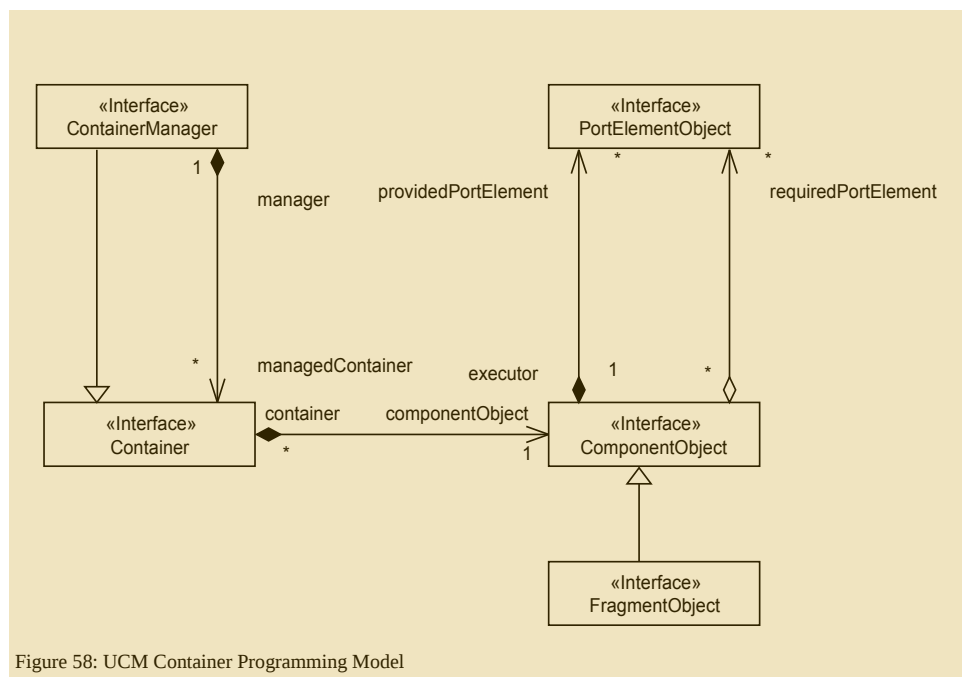 «Interface»
ContainerManager
«Interface»
PortElementObject
1
*
*
manager
providedPortElement
requiredPortElement
*
managedContainer
executor
1
*
«Interface»
Container
container
componentObject
*
1
«Interface»
ComponentObject
«Interface»
FragmentObject
Figure 58: UCM Container Programming Model